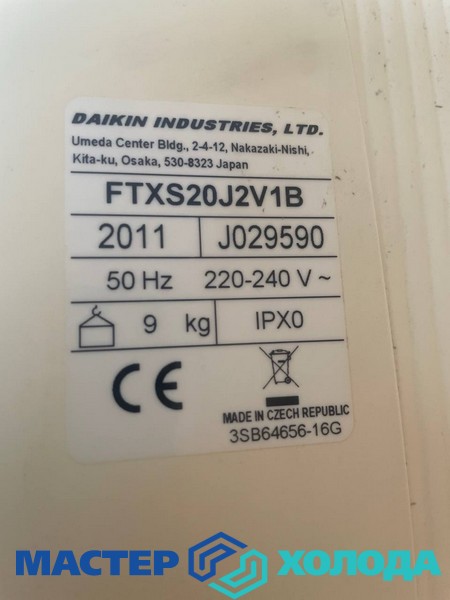 DAIKIN INDUSTRIES, LTD.
Umeda Center Bldg., 2-4-12, Nakazaki-Nishi,
Kita-ku, Osaka, 530-8323 Japan
FTXS20J2V1B
2011 J029590
50 Hz 220-240 V ~
9 kg IPX0
CE
MADE IN CZECH REPUBLIC
3SB64656-16G
МАСТЕР ХОЛОДА